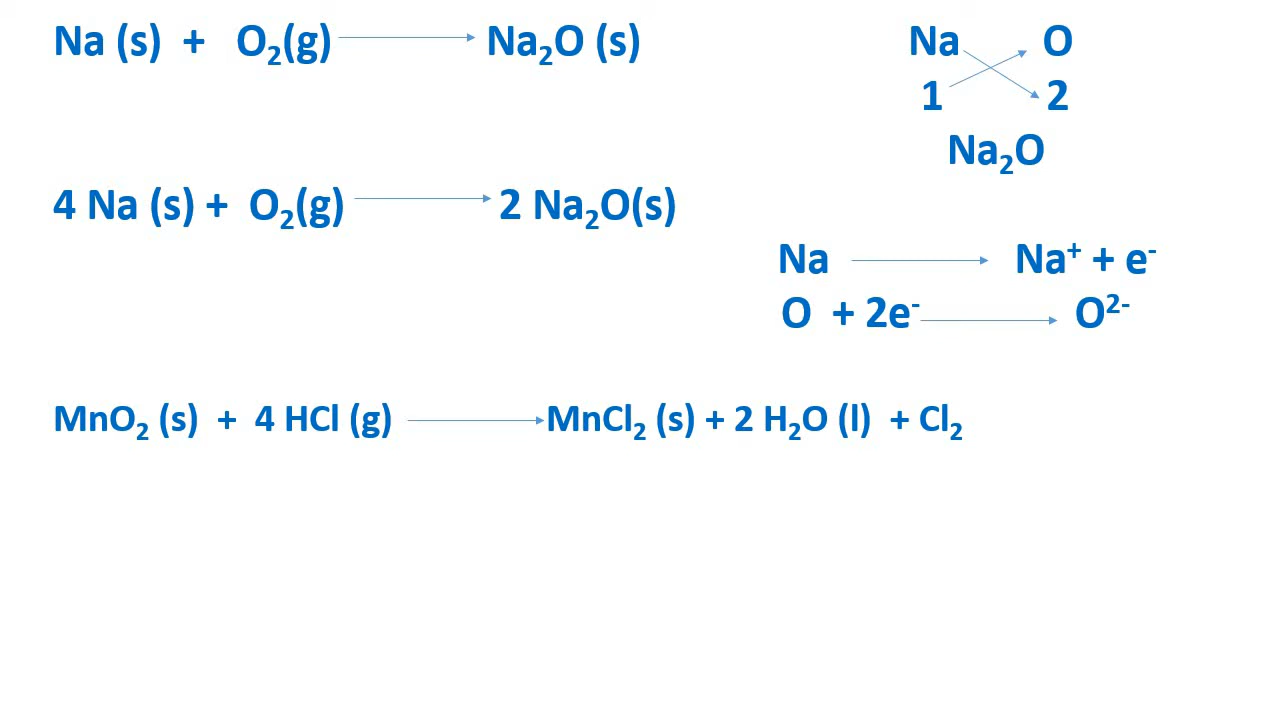 Na (s) + O₂(g) ⟶ Na₂O (s)
Na O
1 2
Na₂O
4 Na (s) + O₂(g) ⟶ 2 Na₂O(s)
Na ⟶ Na⁺ + e⁻
O + 2e⁻ ⟶ O²⁻
MnO₂ (s) + 4 HCl (g) ⟶ MnCl₂ (s) + 2 H₂O (l) + Cl₂